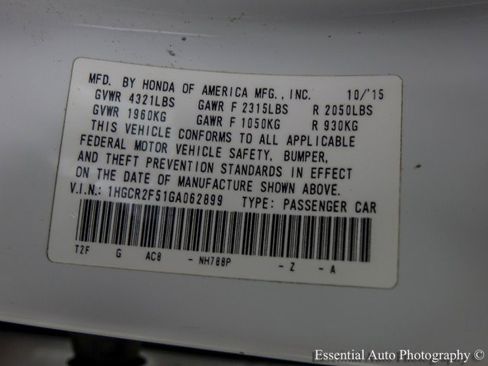 MFD. BY HONDA OF AMERICA MFG., INC. 10/'15
GVWR 4321LBS GAWR F 2315LBS R 2050LBS
GVWR 1960KG GAWR F 1050KG R 930KG
THIS VEHICLE CONFORMS TO ALL APPLICABLE
FEDERAL MOTOR VEHICLE SAFETY, BUMPER,
AND THEFT PREVENTION STANDARDS IN EFFECT
ON THE DATE OF MANUFACTURE SHOWN ABOVE.
V.I.N.: 1HGCR2F51GA062899 TYPE: PASSENGER CAR
T2F G AC8 - NH788P - Z - A
Essential Auto Photography ©